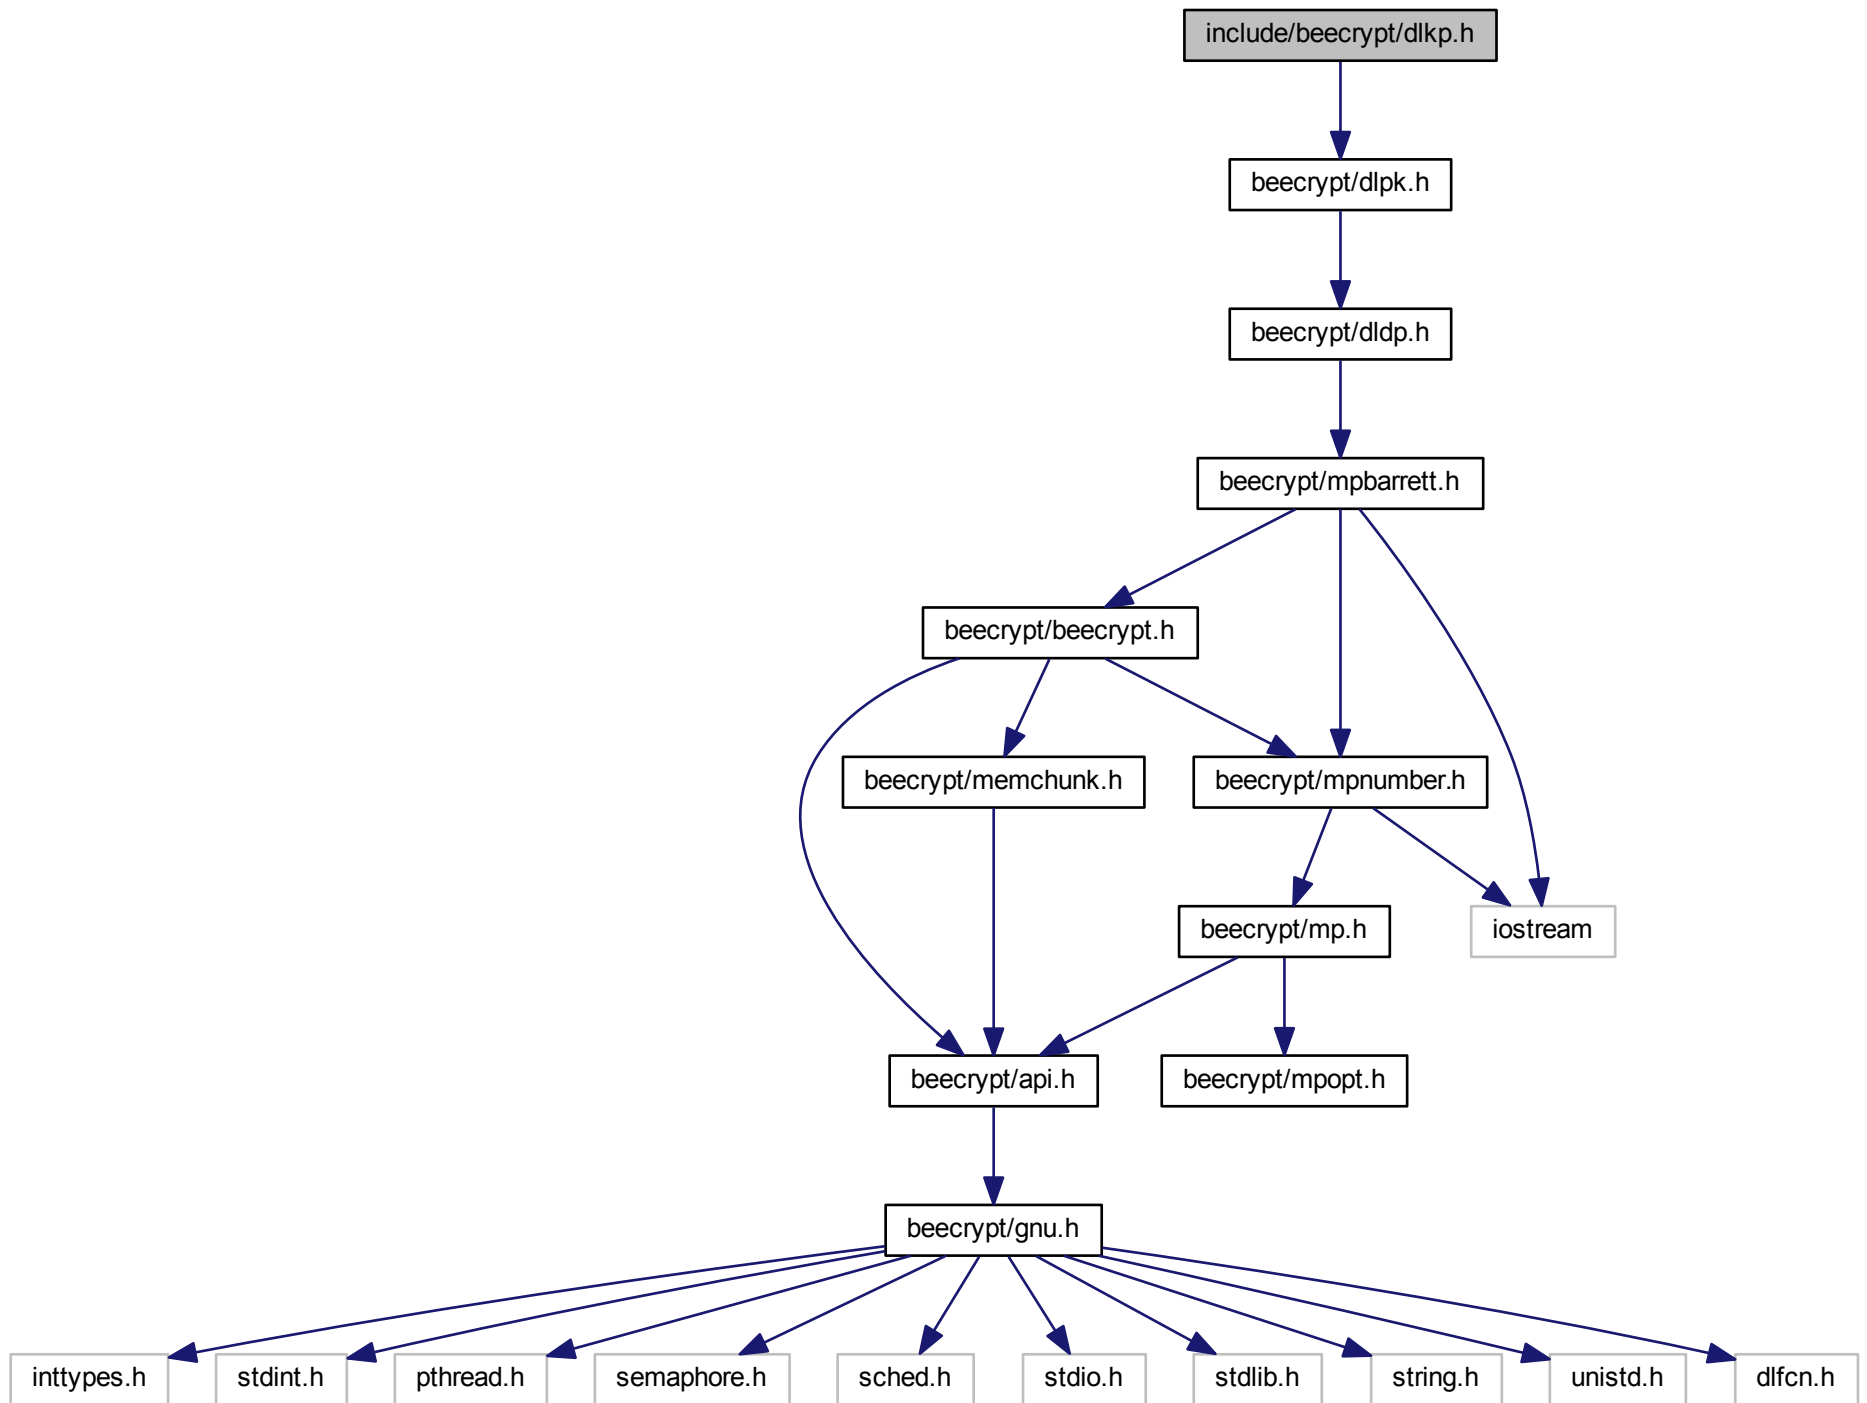 include/beecrypt/dlkp.h
beecrypt/dlpk.h
beecrypt/dldp.h
beecrypt/mpbarrett.h
beecrypt/beecrypt.h
beecrypt/memchunk.h
beecrypt/mpnumber.h
beecrypt/mp.h
iostream
beecrypt/api.h
beecrypt/mpopt.h
beecrypt/gnu.h
inttypes.h
stdint.h
pthread.h
semaphore.h
sched.h
stdio.h
stdlib.h
string.h
unistd.h
dlfcn.h